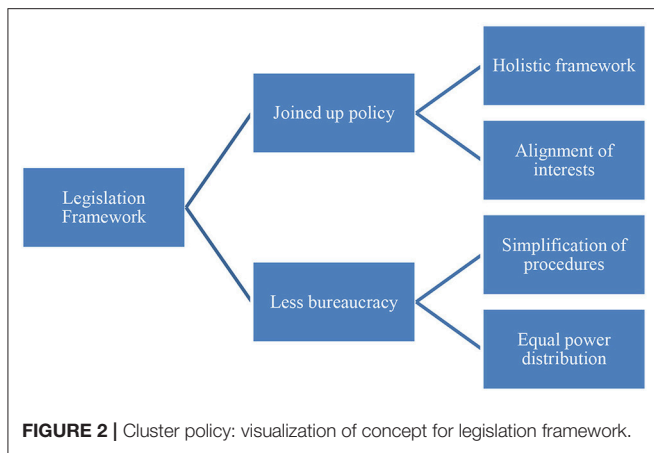 Legislation
Framework
Joined up policy
Less bureaucracy
Holistic framework
Alignment of
interests
Simplification of
procedures
Equal power
distribution
FIGURE 2 | Cluster policy: visualization of concept for legislation framework.